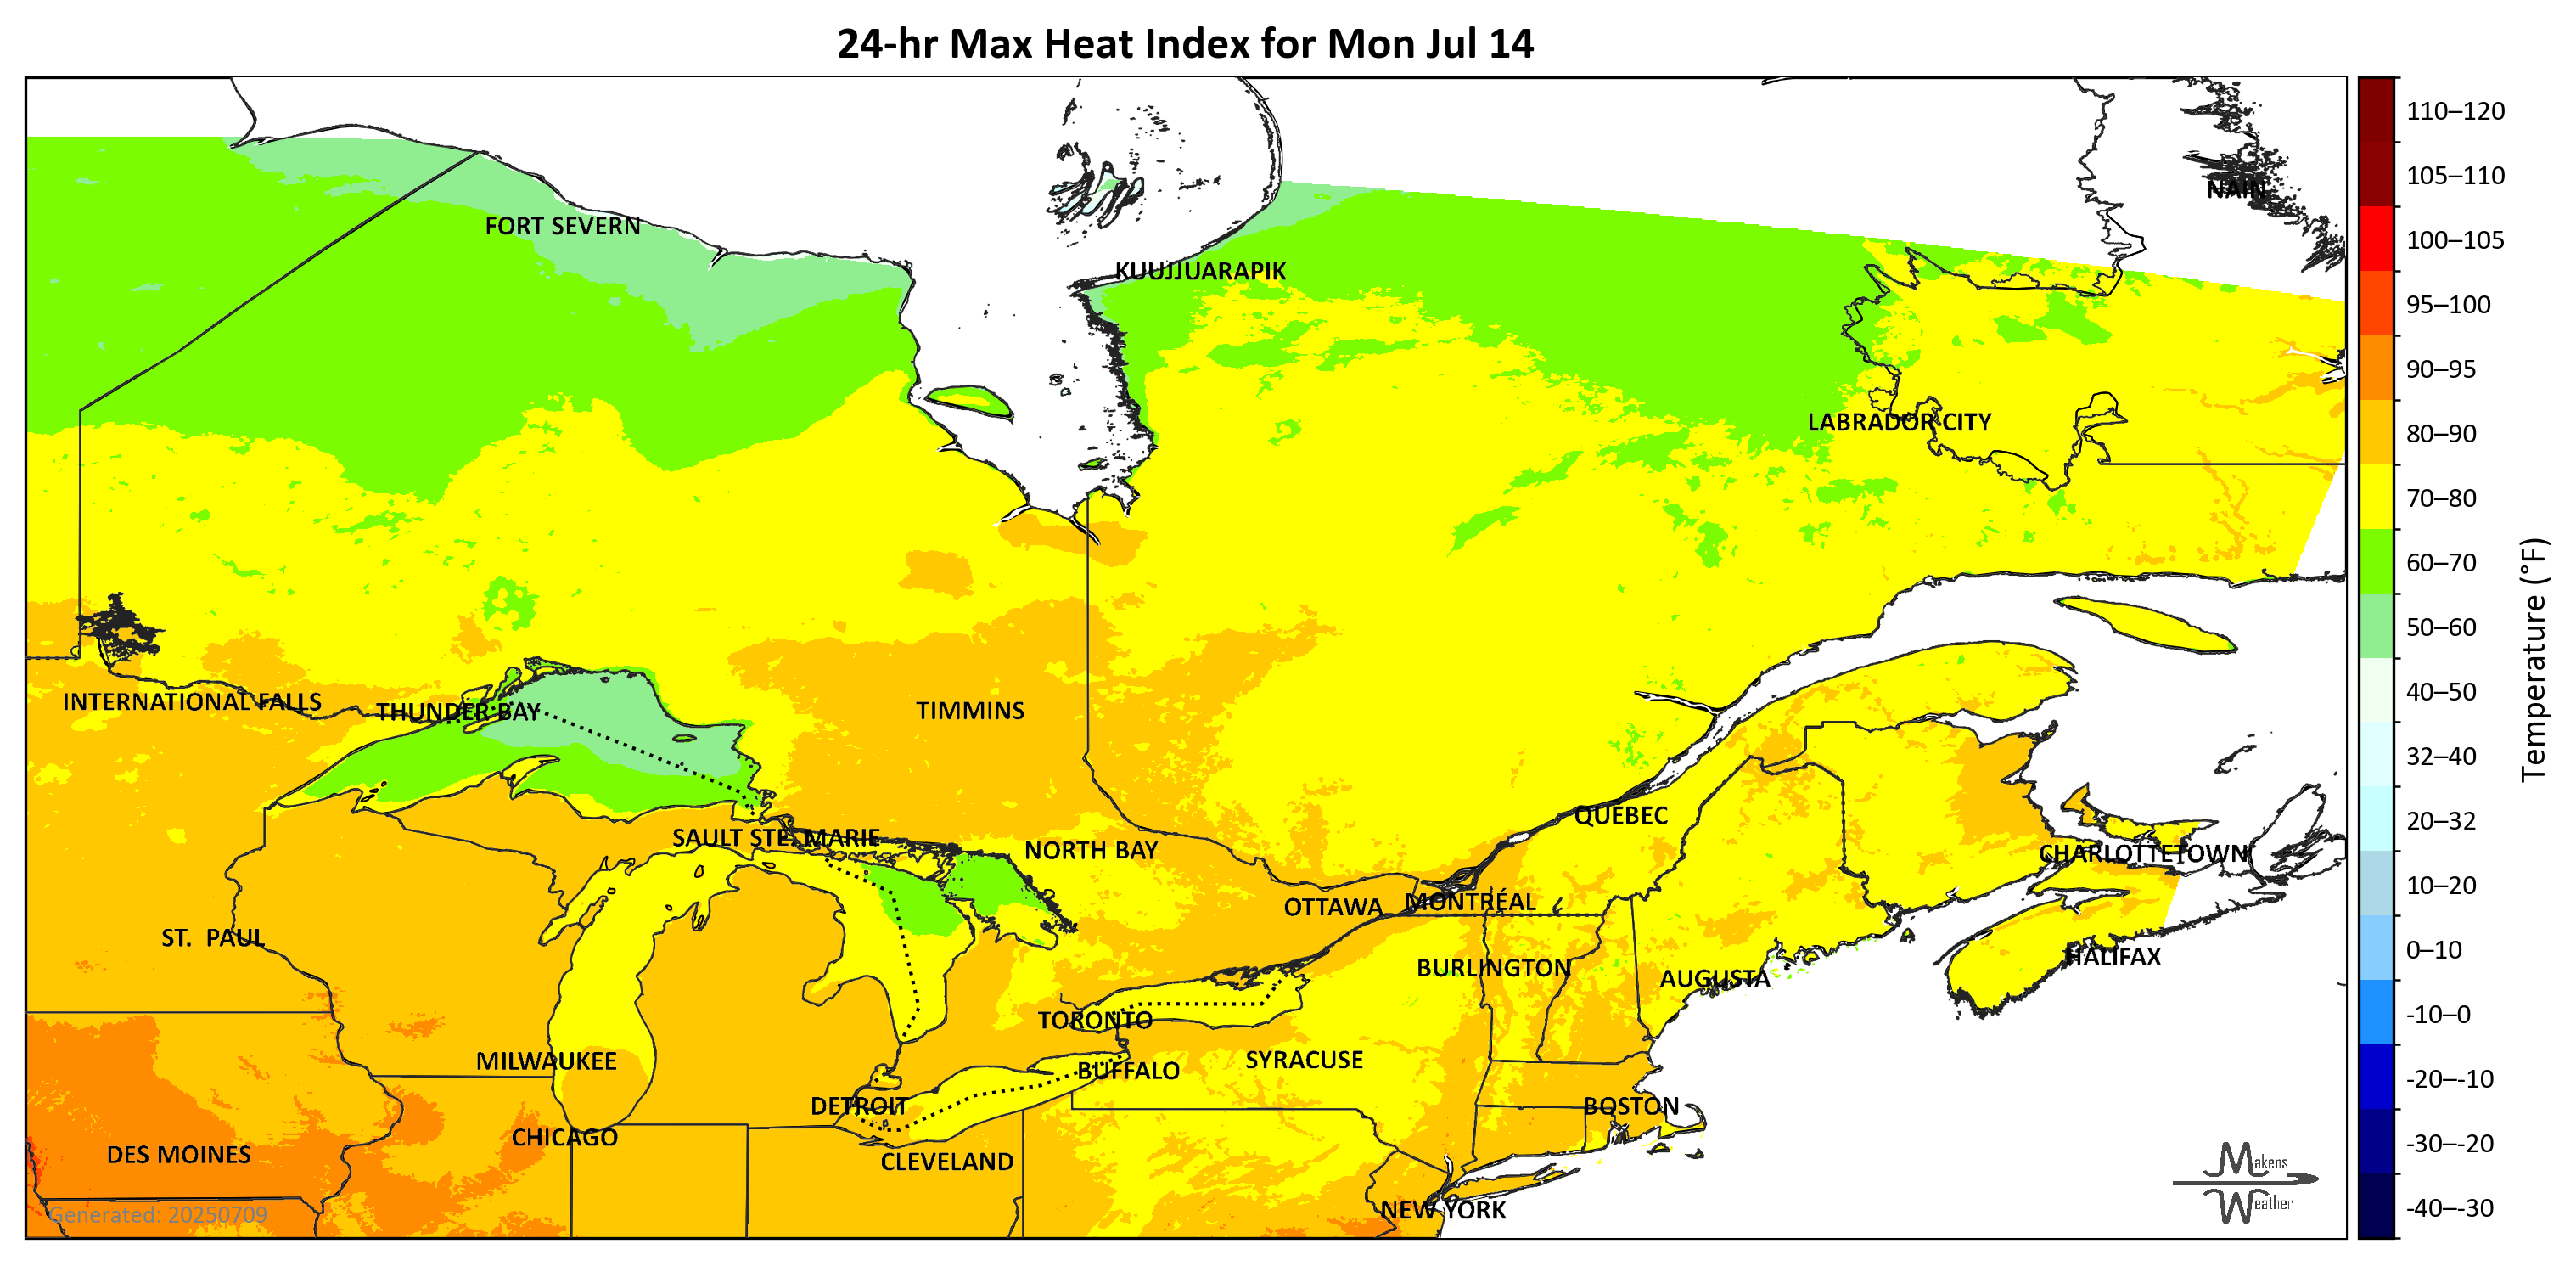 24-hr Max Heat Index for Mon Jul 14
110–120
105–110
100–105
95–100
90–95
80–90
70–80
60–70
50–60
40–50
32–40
20–32
10–20
0–10
-10–0
-20–-10
-30–-20
-40–-30
Temperature (°F)
NAIN
FORT SEVERN
KUUJJUARAPIK
LABRADOR CITY
INTERNATIONAL FALLS
THUNDER BAY
TIMMINS
QUÉBEC
SAULT STE. MARIE
NORTH BAY
CHARLOTTETOWN
OTTAWA
MONTRÉAL
ST. PAUL
HALIFAX
BURLINGTON
AUGUSTA
TORONTO
MILWAUKEE
SYRACUSE
BUFFALO
DETROIT
BOSTON
CHICAGO
DES MOINES
CLEVELAND
NEW YORK
Generated: 20250709
Makens
Weather